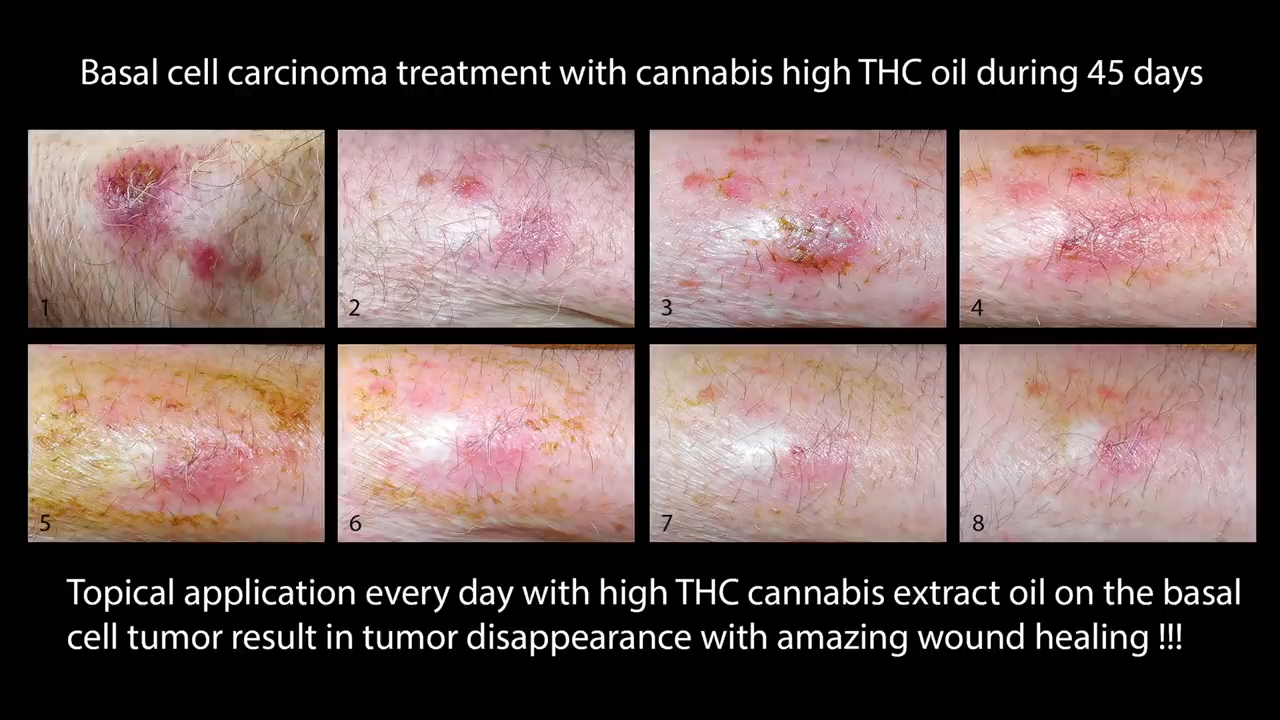 Basal cell carcinoma treatment with cannabis high THC oil during 45 days
1
2
3
4
5
6
7
8
Topical application every day with high THC cannabis extract oil on the basal
cell tumor result in tumor disappearance with amazing wound healing !!!